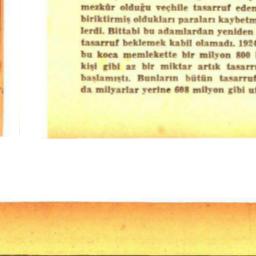 mezkûr olduğu veçhile tasarruf eden
biriktirmiş oldukları paraları kaybetm
lerdi. Bittabi bu adamlardan yeniden
tasarruf beklemek kabil olamadı. 192
bu koca memlekette bir milyon 800
kişi gibi az bir miktar artık tasarr
başlamıştı. Bunların bütün tasarruf
da milyarlar yerine 608 milyon gibi u